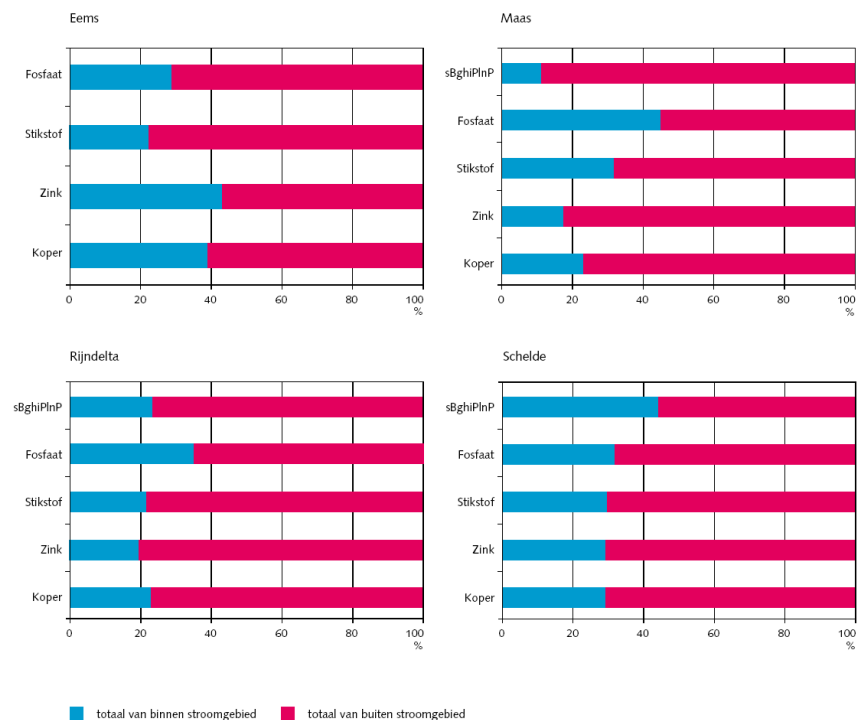 Eems
Fosfaat
Stikstof
Zink
Koper
0 20 40 60 80 100
%
Maas
sBghiPlnP
Fosfaat
Stikstof
Zink
Koper
0 20 40 60 80 100
%
Rijndelta
sBghiPlnP
Fosfaat
Stikstof
Zink
Koper
0 20 40 60 80 100
%
Schelde
sBghiPlnP
Fosfaat
Stikstof
Zink
Koper
0 20 40 60 80 100
%
totaal van binnen stroomgebied totaal van buiten stroomgebied